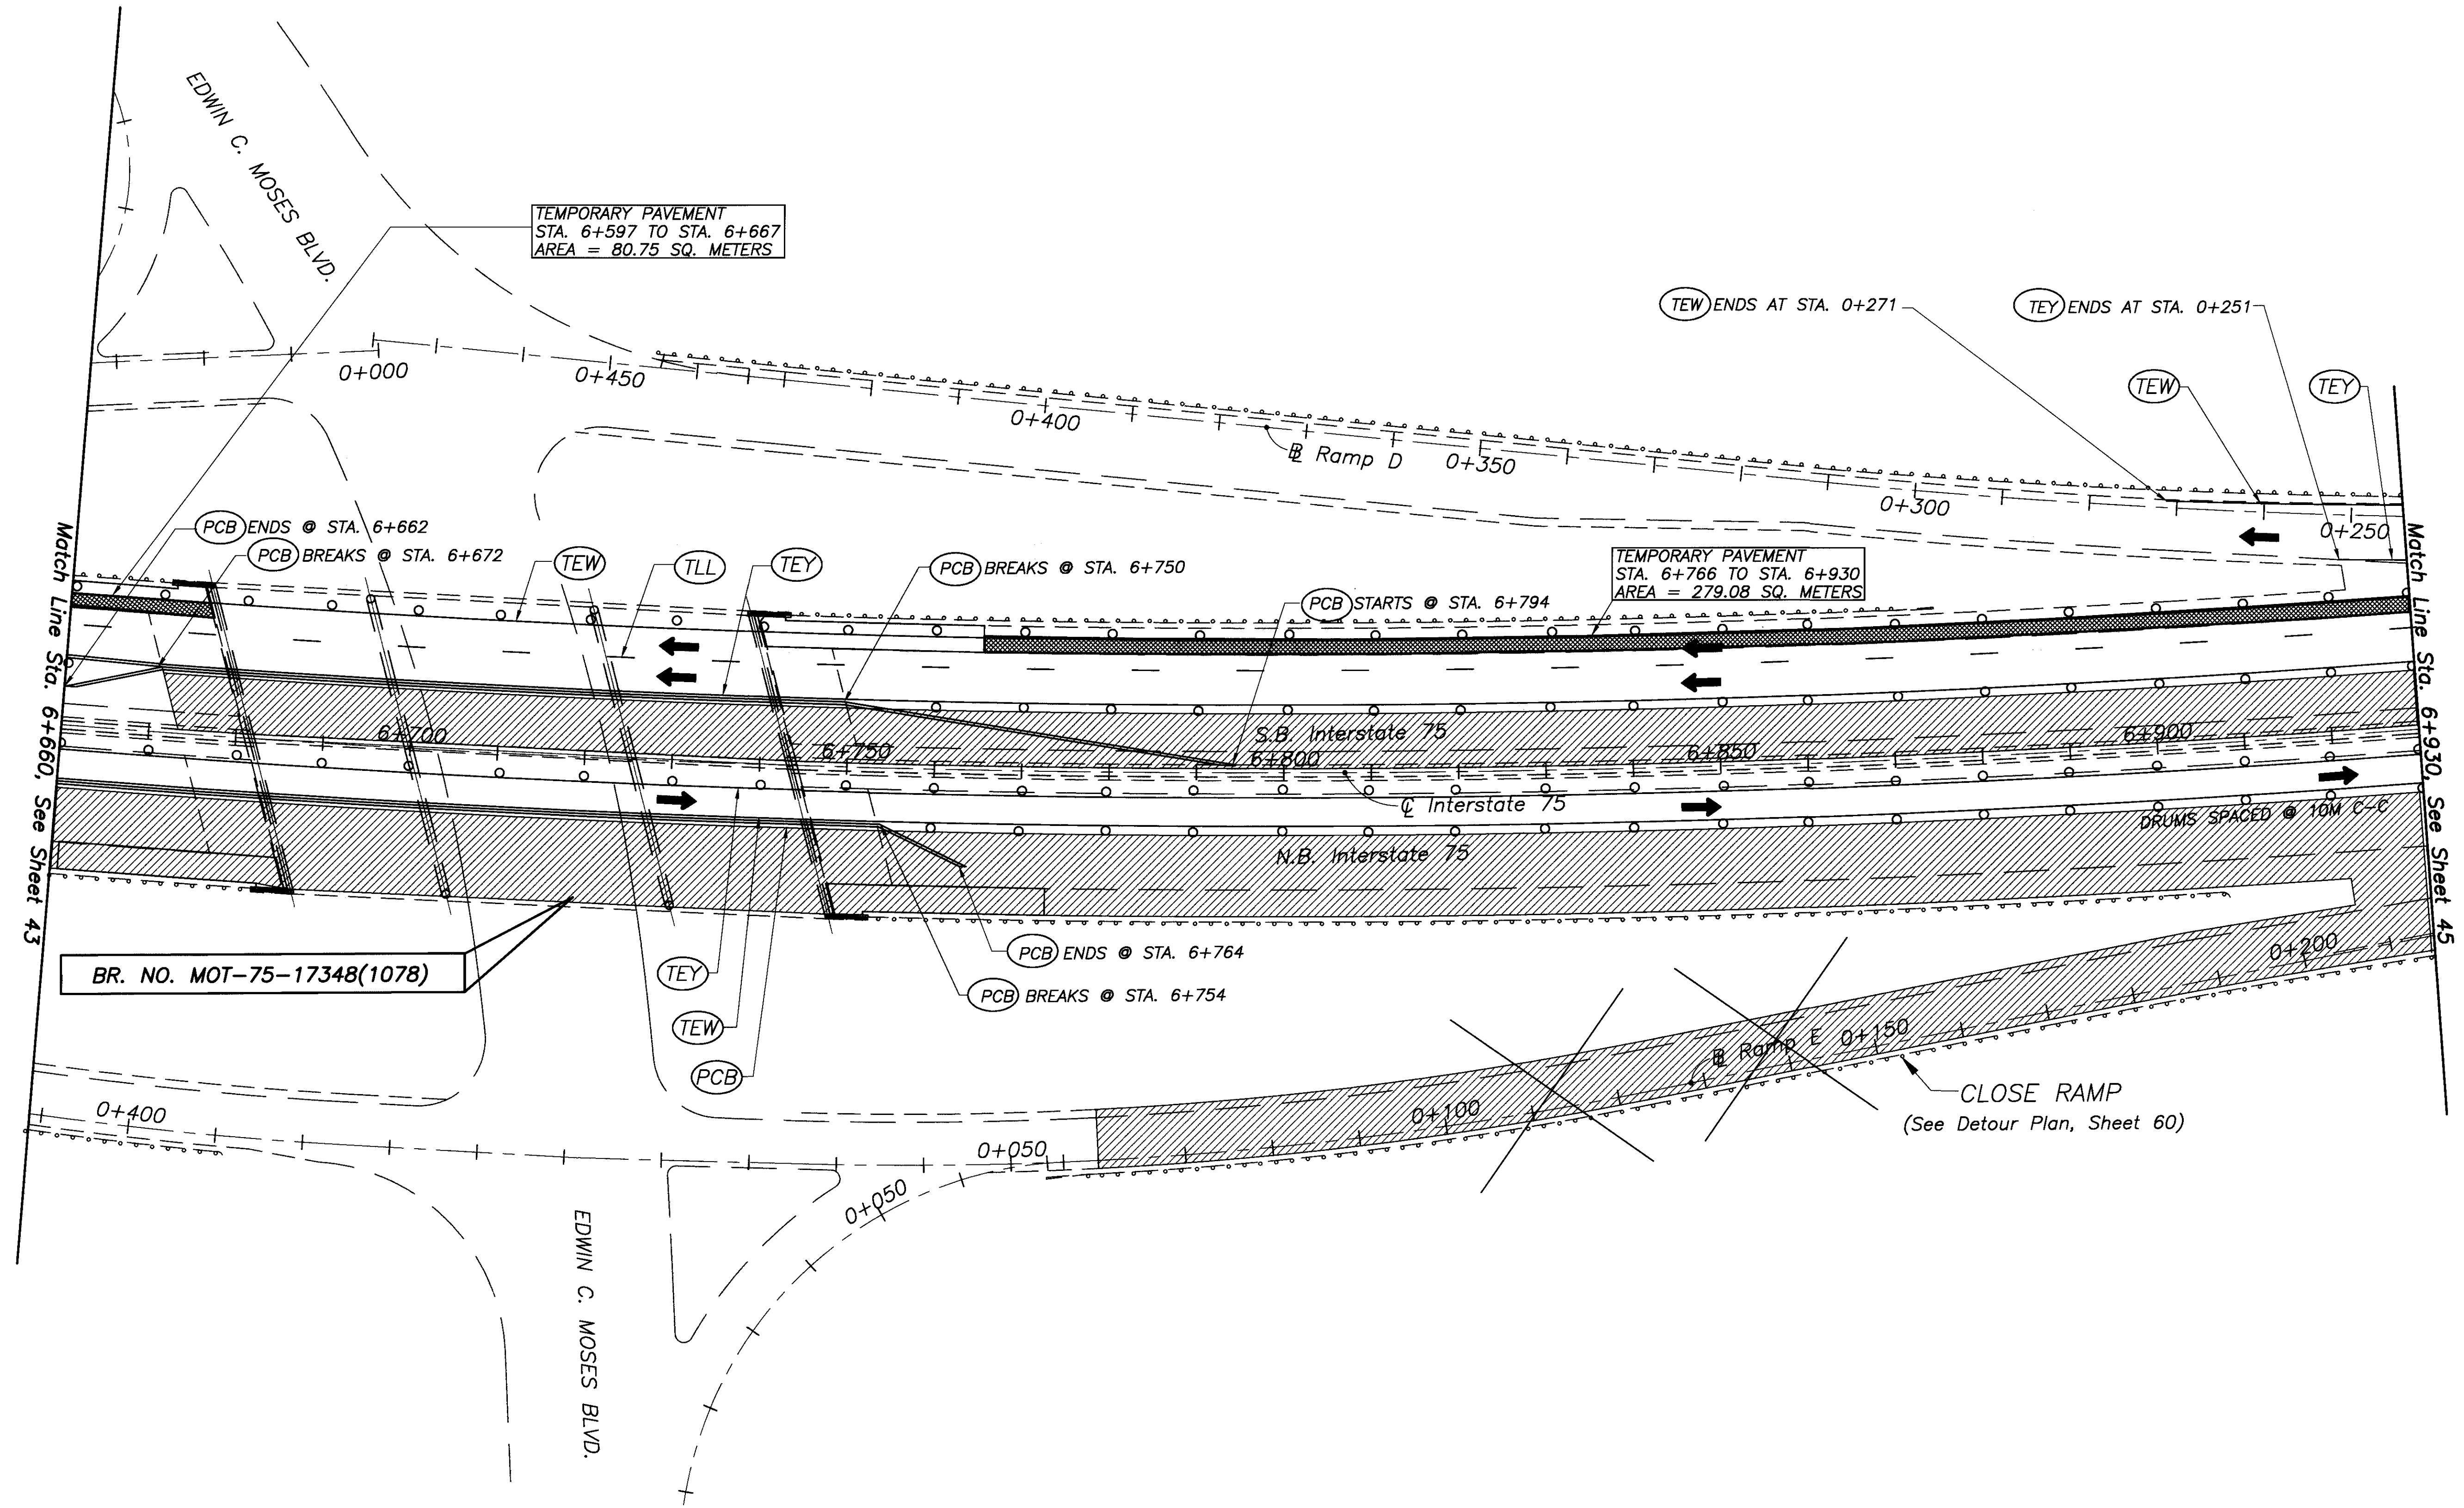 EDWIN C. MOSES BLVD.
TEMPORARY PAVEMENT
STA. 6+597 TO STA. 6+667
AREA = 80.75 SQ. METERS
TEW ENDS AT STA. 0+271
TEY ENDS AT STA. 0+251
TEW
TEY
0+000
0+450
0+400
℄ Ramp D
0+350
0+300
0+250
PCB ENDS @ STA. 6+662
PCB BREAKS @ STA. 6+672
TEW
TLL
TEY
PCB BREAKS @ STA. 6+750
PCB STARTS @ STA. 6+794
TEMPORARY PAVEMENT
STA. 6+766 TO STA. 6+930
AREA = 279.08 SQ. METERS
Match Line Sta. 6+660, See Sheet 43
Match Line Sta. 6+930, See Sheet 45
6+700
6+750
S.B. Interstate 75
6+800
6+850
6+900
℄ Interstate 75
DRUMS SPACED @ 10M C-C
N.B. Interstate 75
BR. NO. MOT-75-17348(1078)
TEY
TEW
PCB
PCB ENDS @ STA. 6+764
PCB BREAKS @ STA. 6+754
0+200
℄ Ramp E 0+150
0+100
CLOSE RAMP
(See Detour Plan, Sheet 60)
0+400
0+050
0+050
EDWIN C. MOSES BLVD.